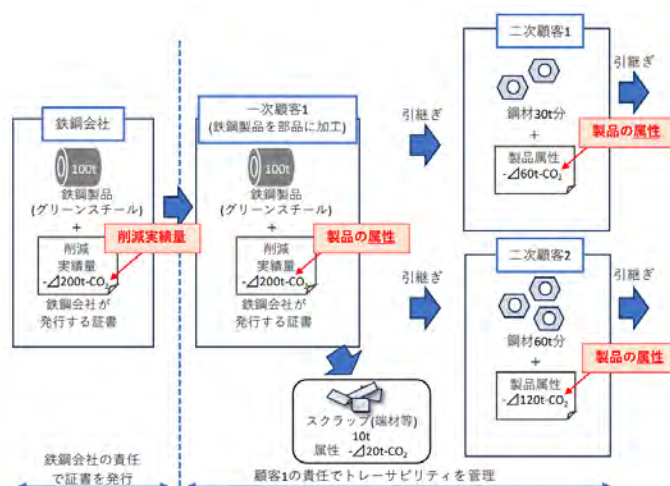 鉄鋼会社
100t
鉄鋼製品
(グリーンスチール)
+
削減
実績量
-⊿200t-CO₂
鉄鋼会社が
発行する証書
削減実績量
一次顧客1
(鉄鋼製品を部品に加工)
100t
鉄鋼製品
(グリーンスチール)
+
削減
実績量
-⊿200t-CO₂
鉄鋼会社が
発行する証書
製品の属性
引継ぎ
引継ぎ
二次顧客1
鋼材30t分
+
製品属性
-⊿60t-CO₂
製品の属性
引継ぎ
二次顧客2
鋼材60t分
+
製品属性
-⊿120t-CO₂
製品の属性
引継ぎ
スクラップ(端材等)
10t
属性 -⊿20t-CO₂
鉄鋼会社の責任
で証書を発行
顧客1の責任でトレーサビリティを管理